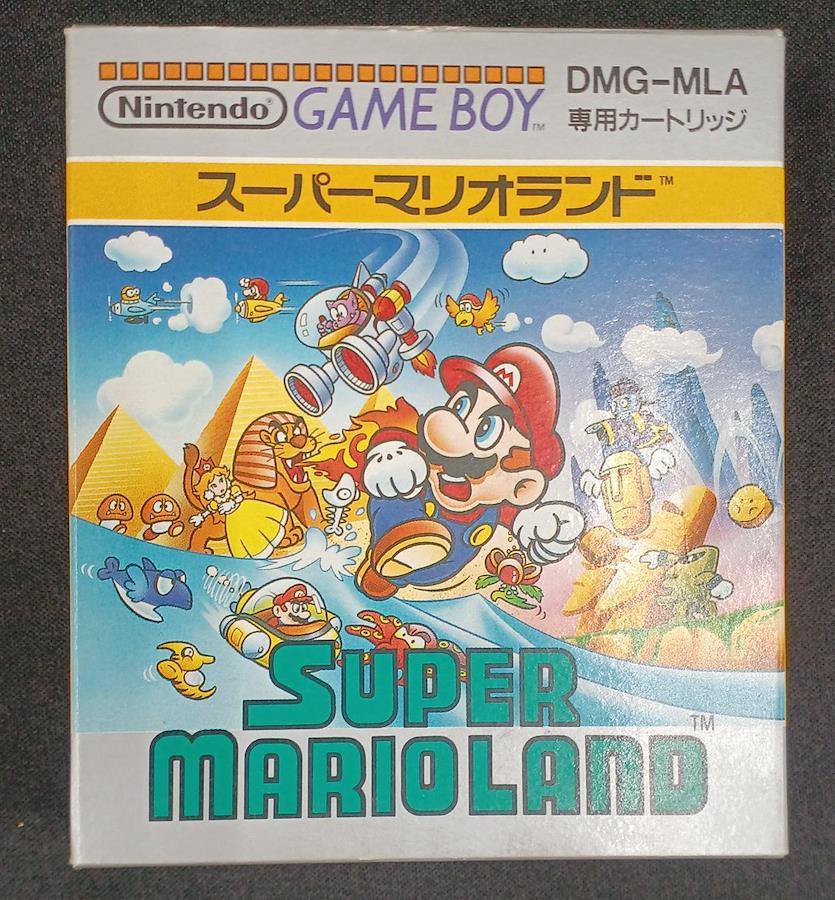 Nintendo® GAME BOY™
DMG-MLA
専用カートリッジ
スーパーマリオランド™
M
SUPER
MARIOLAND™